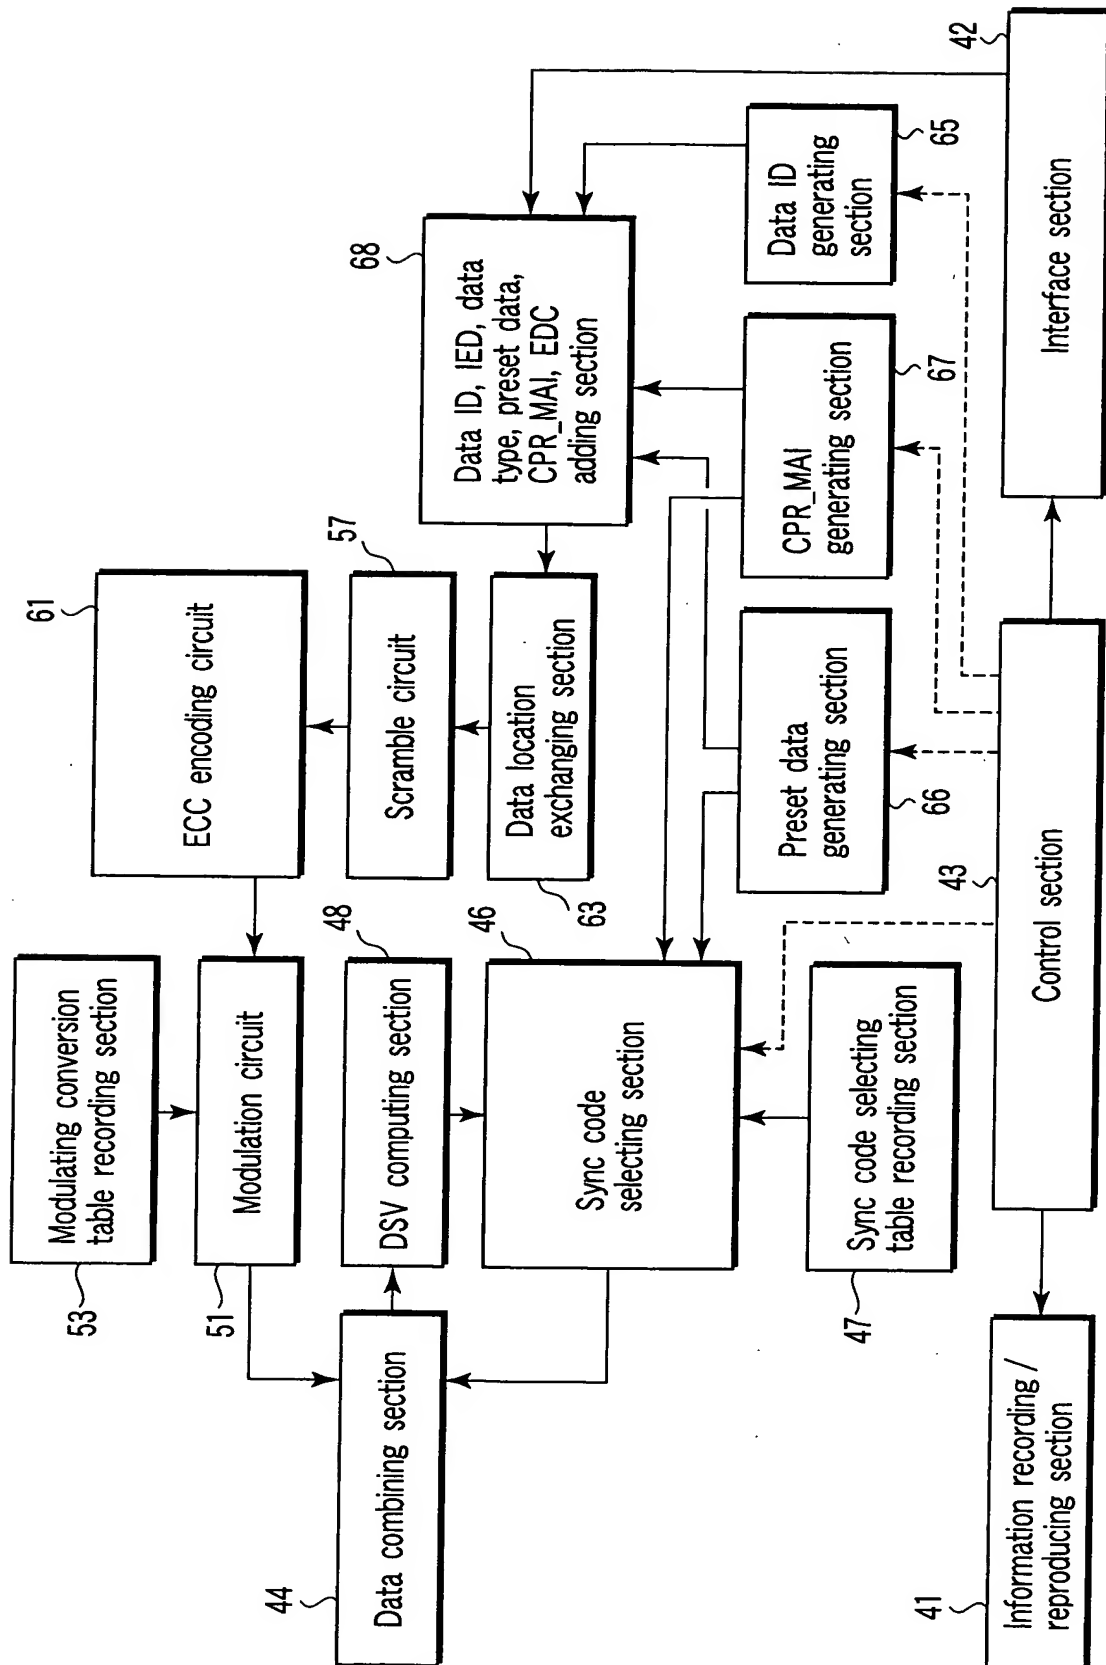 53
Modulating conversion
table recording section
61
ECC encoding circuit
51
Modulation circuit
57
Scramble circuit
68
Data ID, IED, data
type, preset data,
CPR_MAI, EDC
adding section
44
Data combining section
48
DSV computing section
63
Data location
exchanging section
46
Sync code
selecting section
66
Preset data
generating section
67
CPR_MAI
generating section
65
Data ID
generating
section
47
Sync code selecting
table recording section
41
Information recording /
reproducing section
43
Control section
42
Interface section